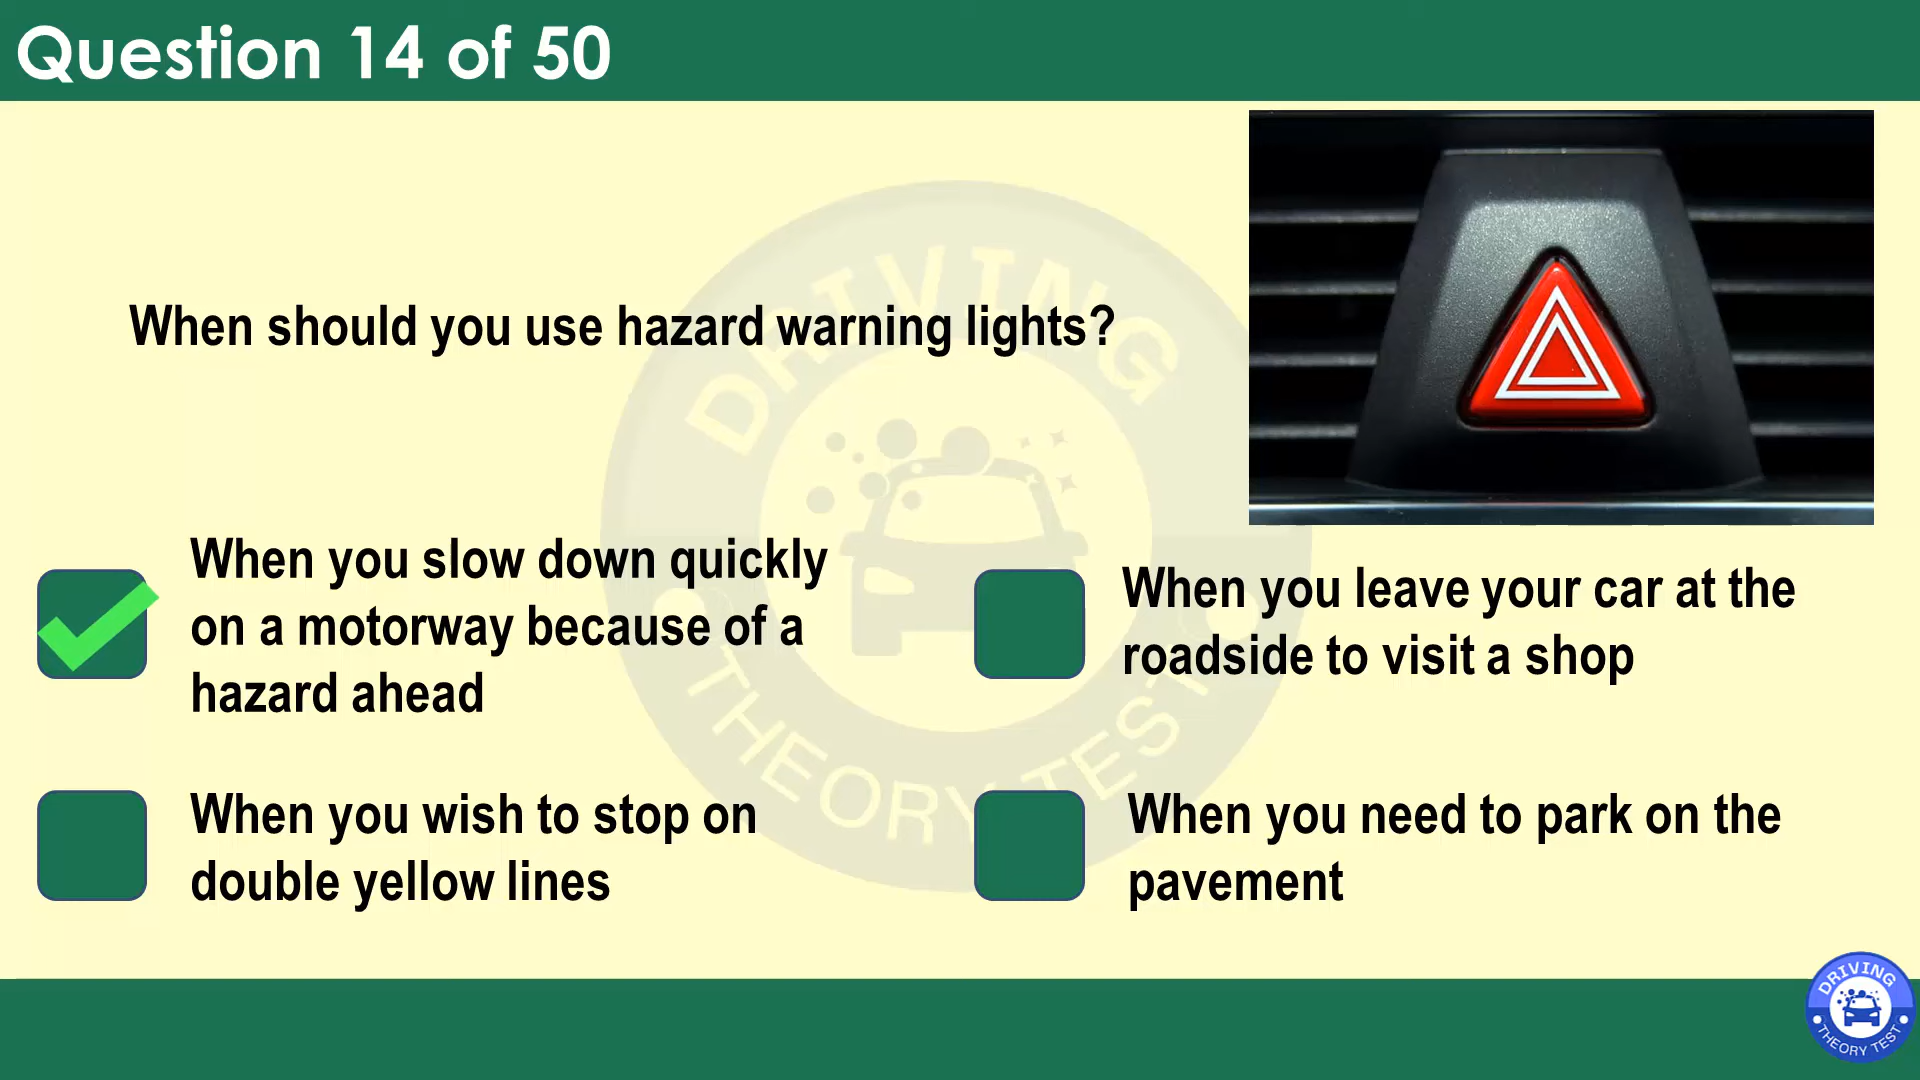 Question 14 of 50
When should you use hazard warning lights?
When you slow down quickly
on a motorway because of a
hazard ahead
When you leave your car at the
roadside to visit a shop
When you wish to stop on
double yellow lines
When you need to park on the
pavement
DRIVING
THEORY TEST
DRIVING
THEORY TEST